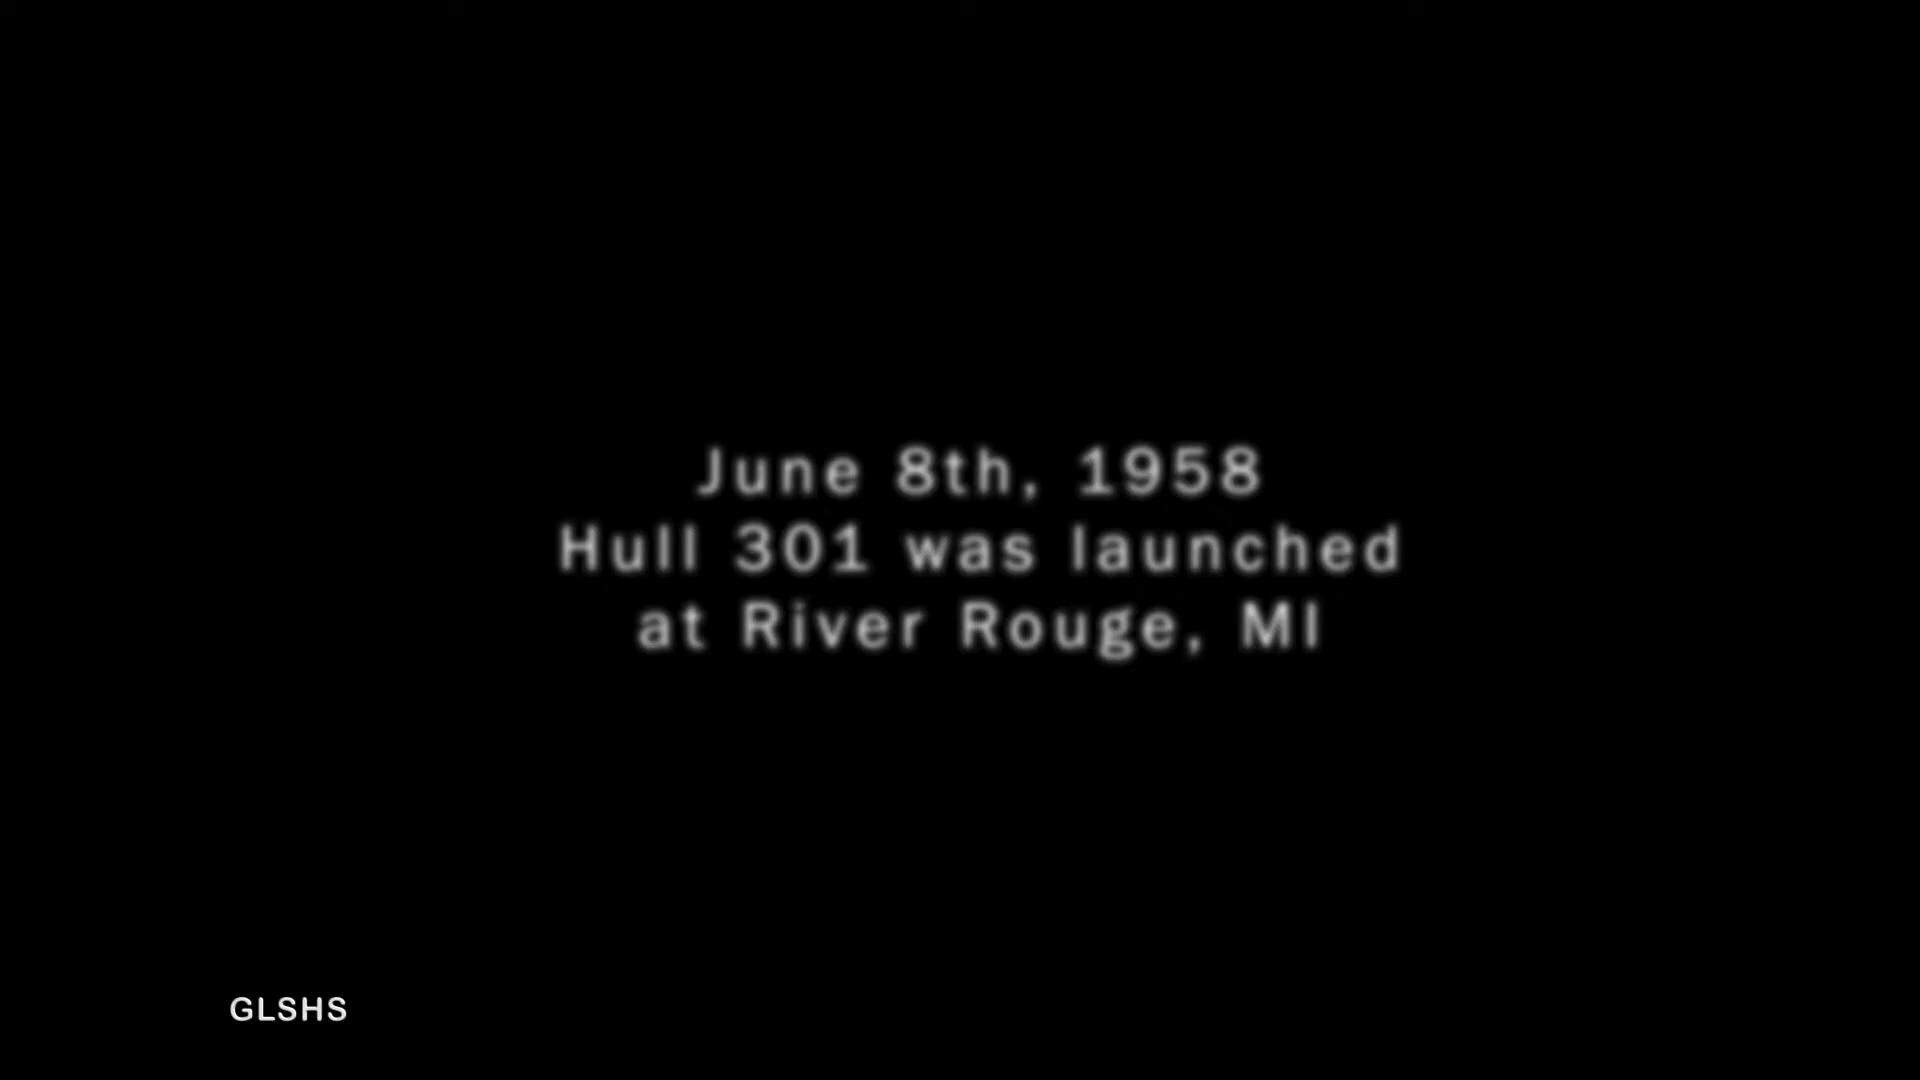 June 8th, 1958
Hull 301 was launched
at River Rouge, MI
GLSHS